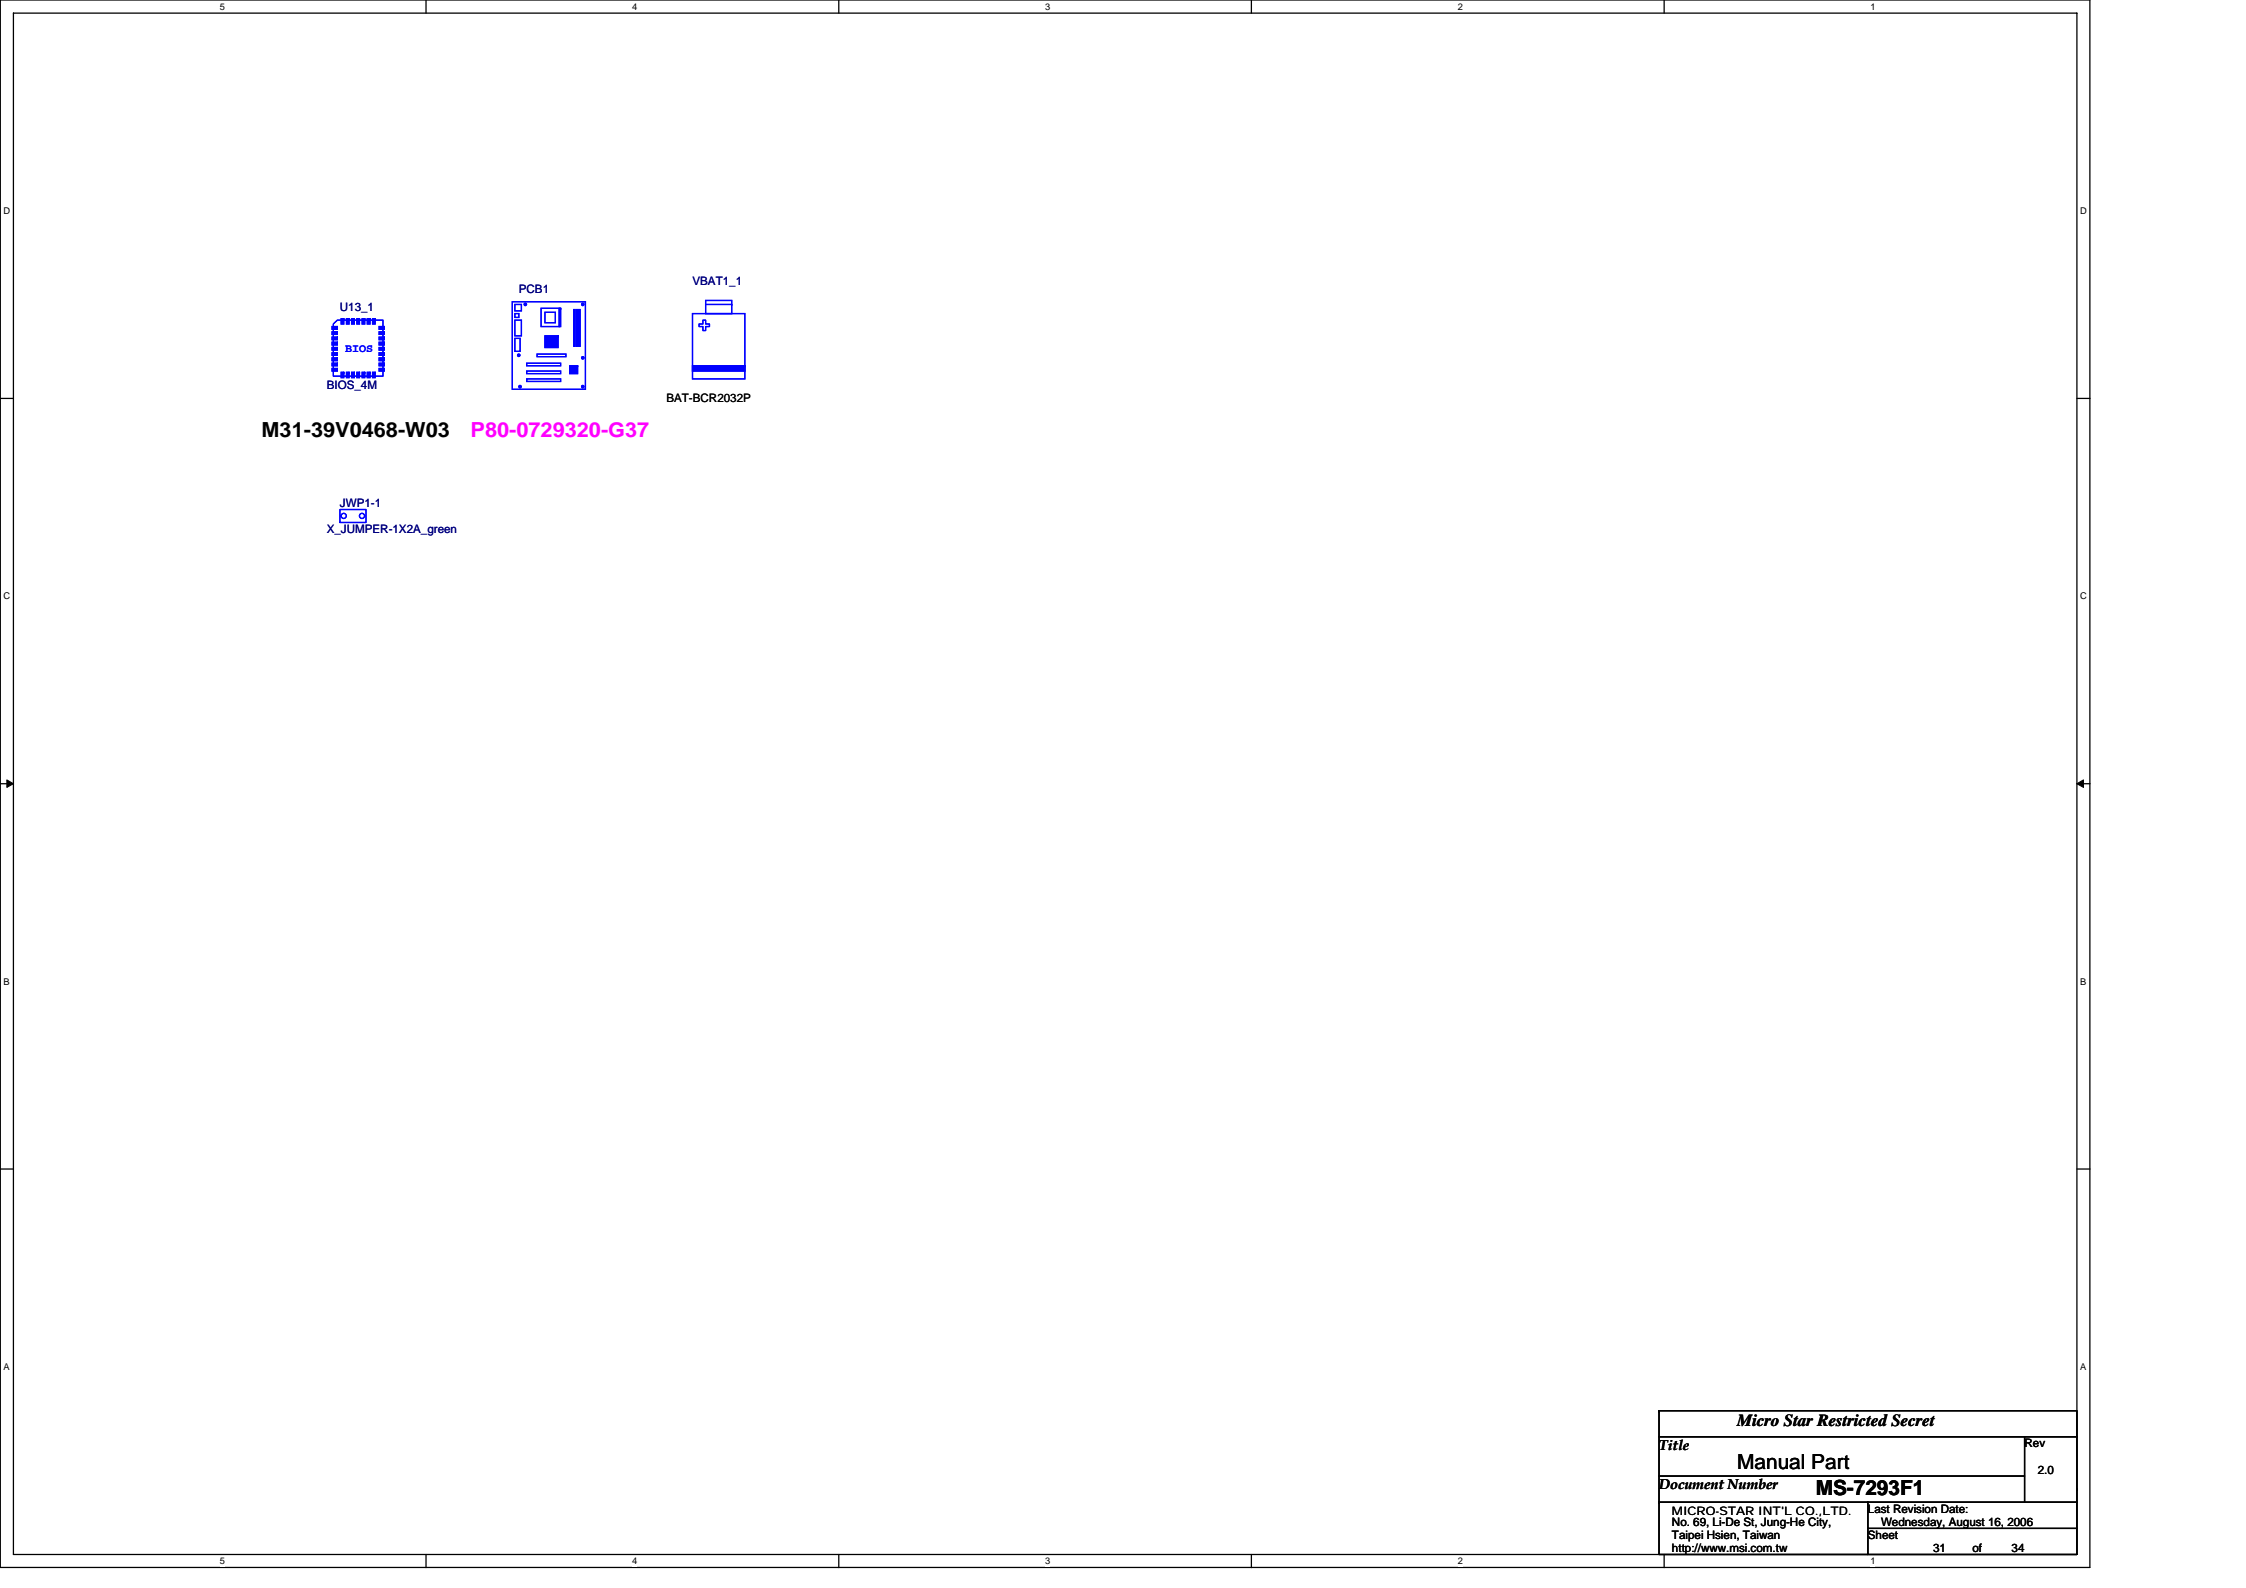 5 4 3 2 1
D D
VBAT1_1
PCB1
U13_1
BIOS
BIOS_4M
BAT-BCR2032P
M31-39V0468-W03 P80-0729320-G37
JWP1-1
X_JUMPER-1X2A_green
C C
B B
A A
Micro Star Restricted Secret
Title
Manual Part
Rev
2.0
Document Number MS-7293F1
MICRO-STAR INT'L CO.,LTD.
No. 69, Li-De St, Jung-He City,
Taipei Hsien, Taiwan
http://www.msi.com.tw
Last Revision Date:
Wednesday, August 16, 2006
Sheet
31 of 34
5 4 3 2 1